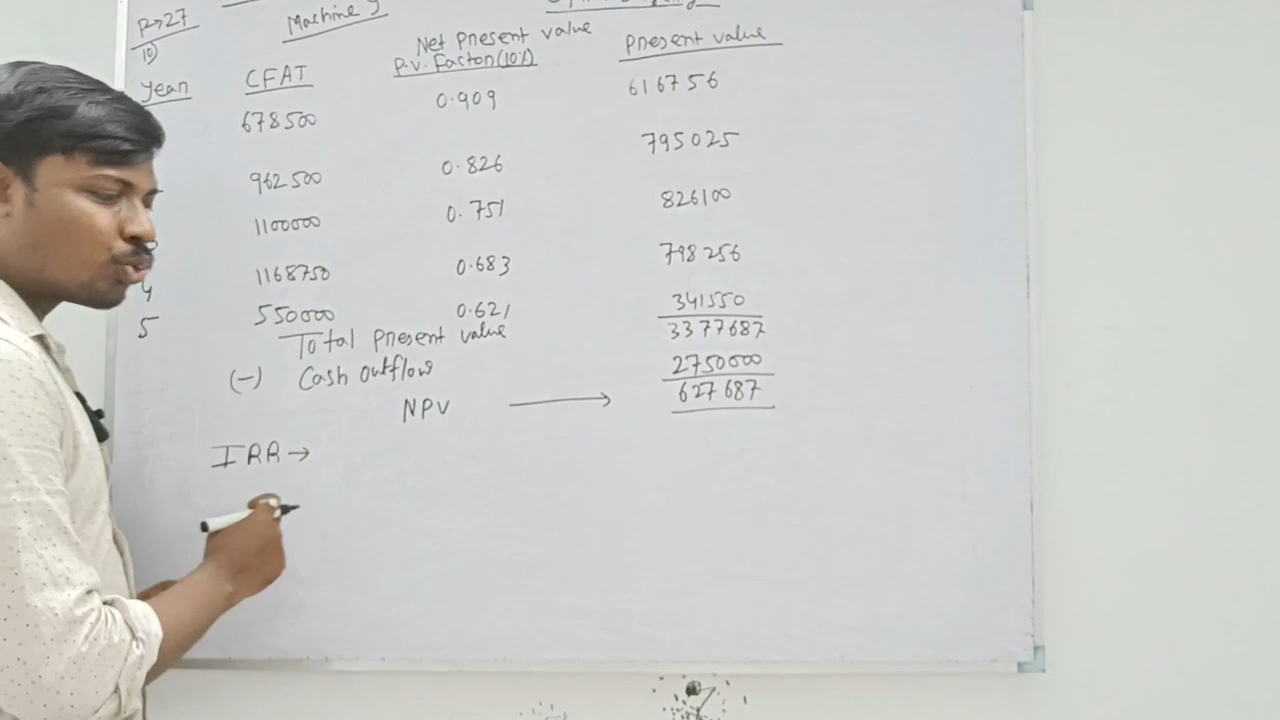 P→27
10)
Machine
Net Present value
Year CFAT P.V. Factor(10%) Present value
678500 0.909 616756
962500 0.826 795025
1100000 0.751 826100
4 1168750 0.683 798256
5 550000 0.621 341550
Total Present value 3377687
(-) Cash outflow 2750000
NPV → 627687
IRR →